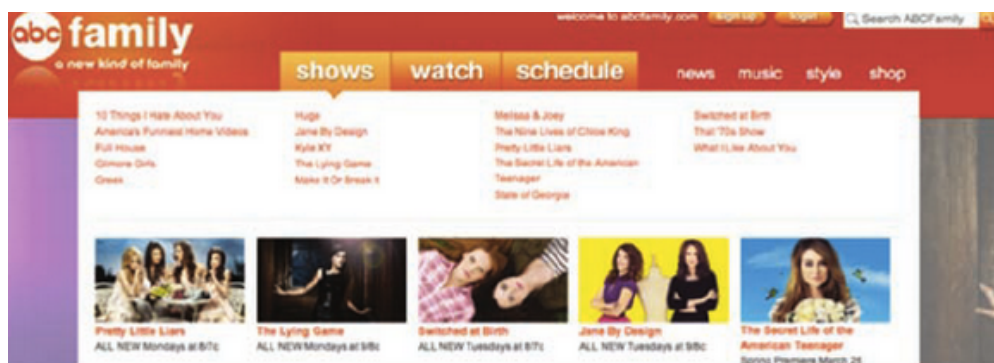 welcome to abcfamily.com sign up login Search ABCFamily
abc family
a new kind of family
shows watch schedule news music style shop
10 Things I Hate About You
America's Funniest Home Videos
Full House
Gilmore Girls
Greek
Huge
Jane By Design
Kyle XY
The Lying Game
Make It Or Break It
Melissa & Joey
The Nine Lives of Chloe King
Pretty Little Liars
The Secret Life of the American
Teenager
State of Georgia
Switched at Birth
That '70s Show
What I Like About You
Pretty Little Liars
ALL NEW Mondays at 8/7c
The Lying Game
ALL NEW Mondays at 9/8c
Switched at Birth
ALL NEW Tuesdays at 8/7c
Jane By Design
ALL NEW Tuesdays at 9/8c
The Secret Life of the
American Teenager
Spring Premiere March 26